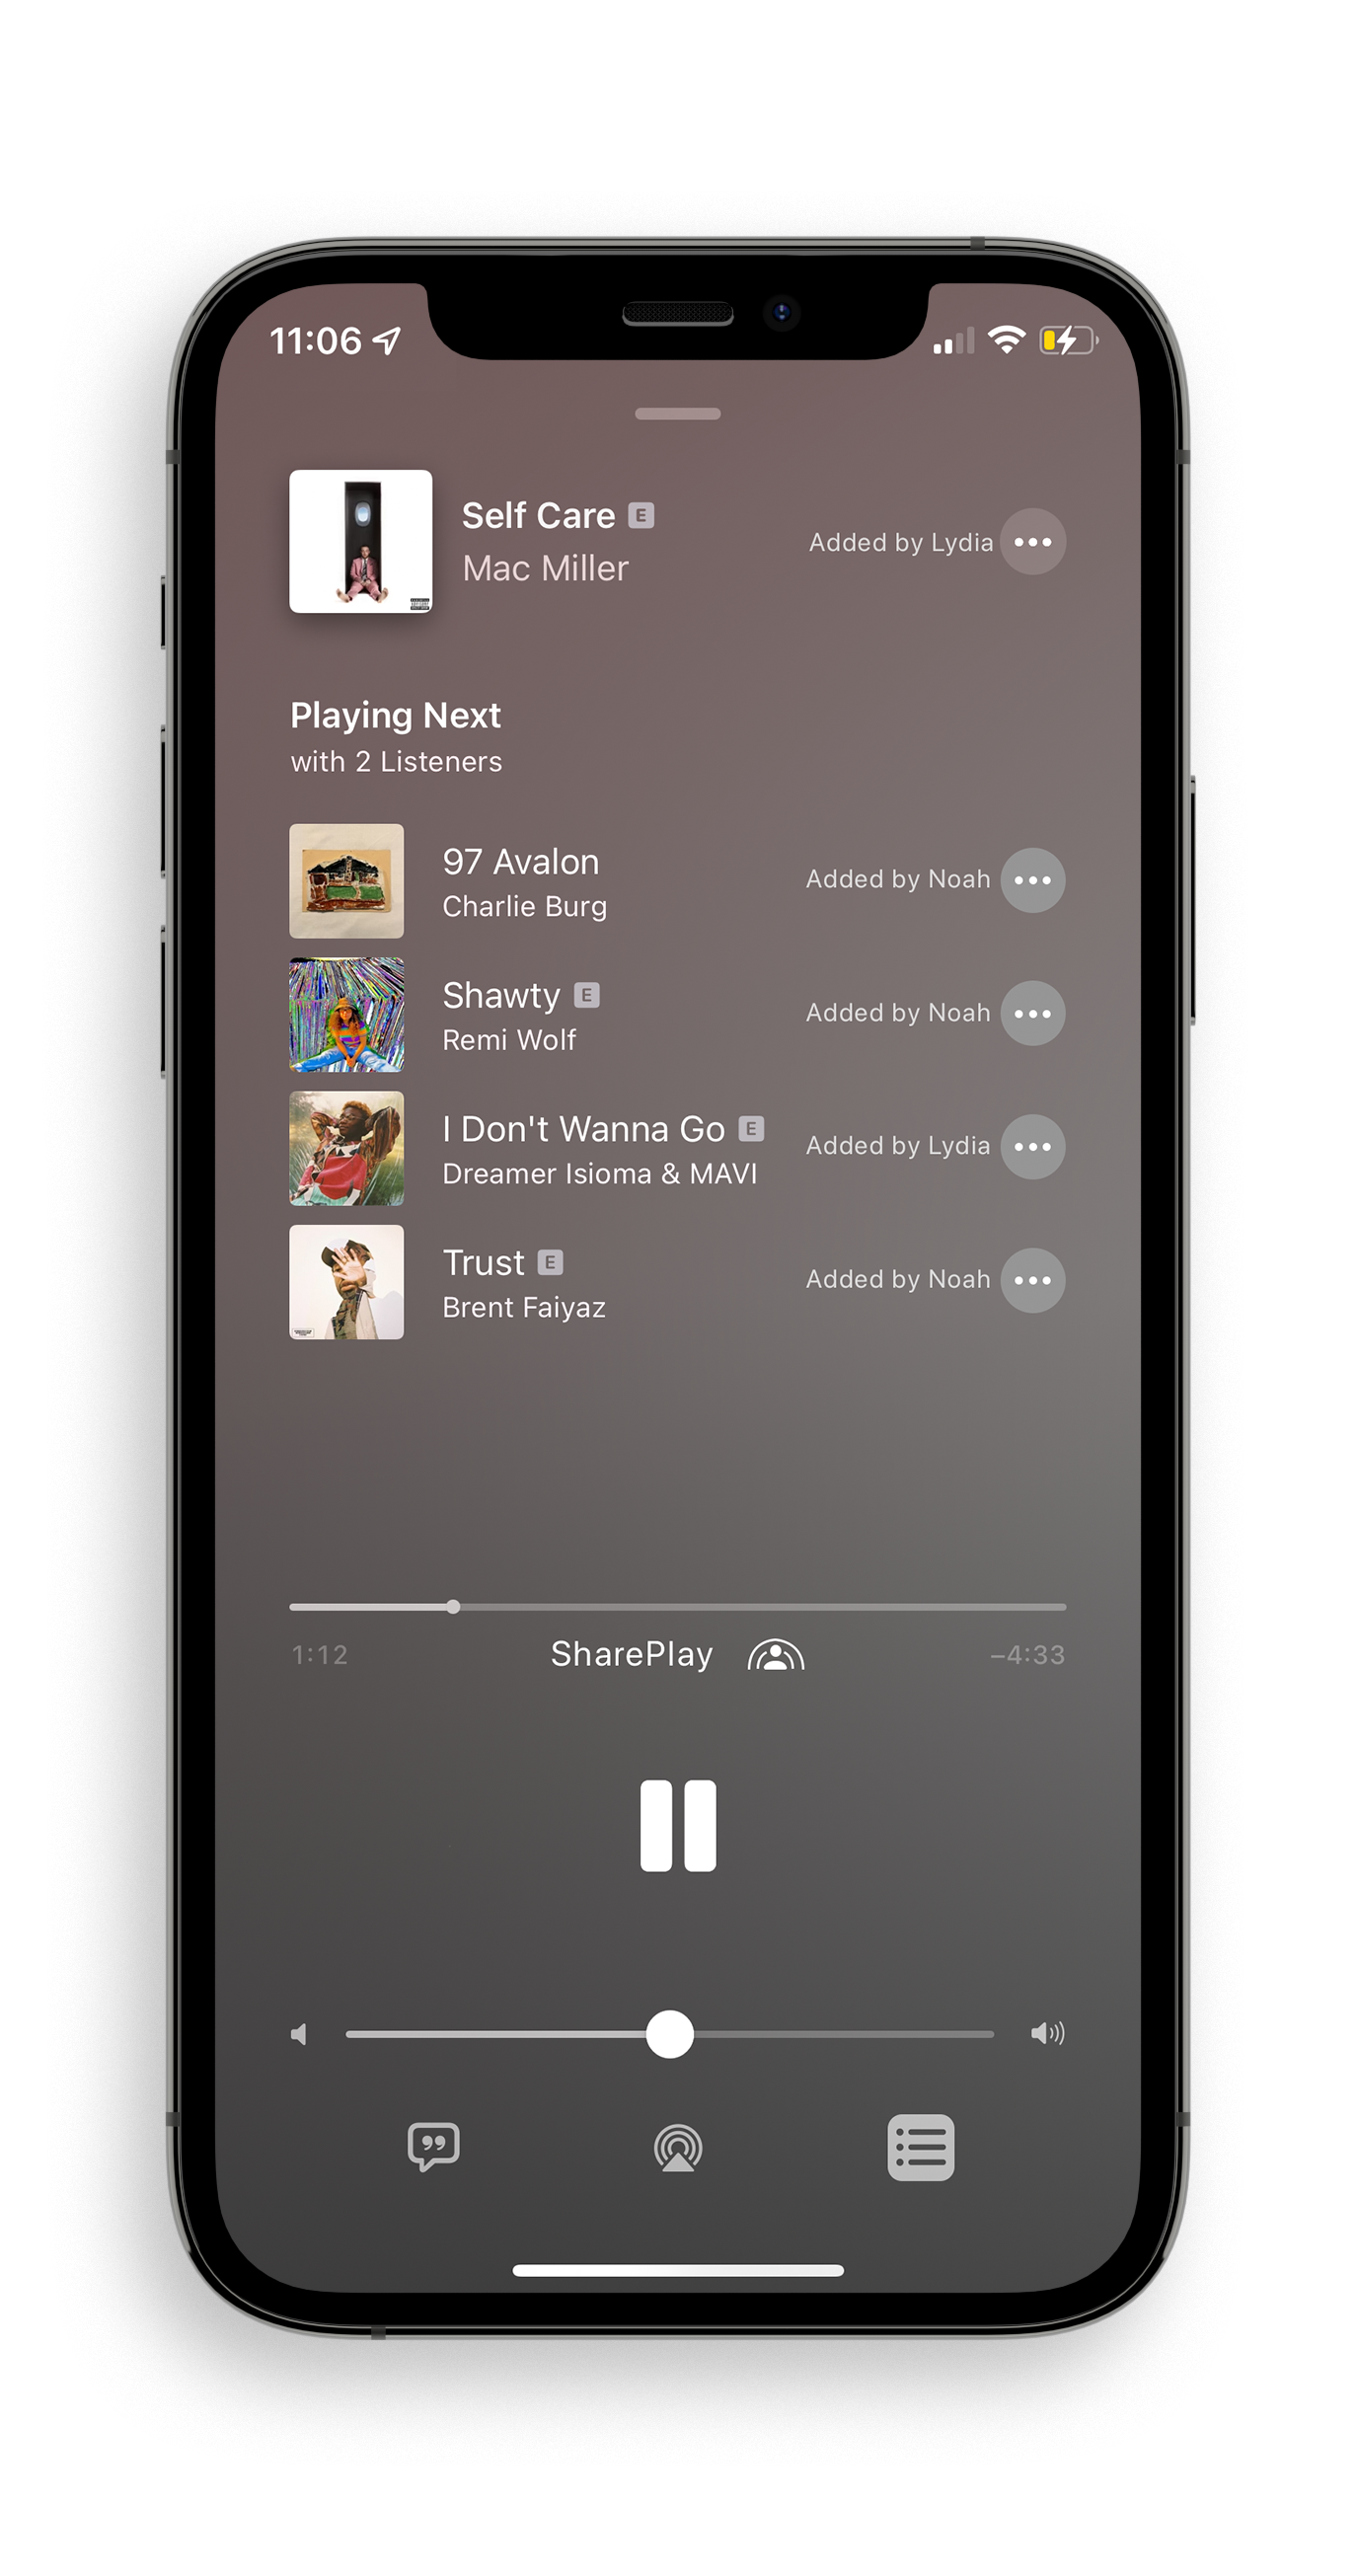 11:06
Self Care E
Mac Miller
Added by Lydia
Playing Next
with 2 Listeners
97 Avalon
Charlie Burg
Added by Noah
Shawty E
Remi Wolf
Added by Noah
I Don't Wanna Go E
Dreamer Isioma & MAVI
Added by Lydia
Trust E
Brent Faiyaz
Added by Noah
1:12 SharePlay –4:33